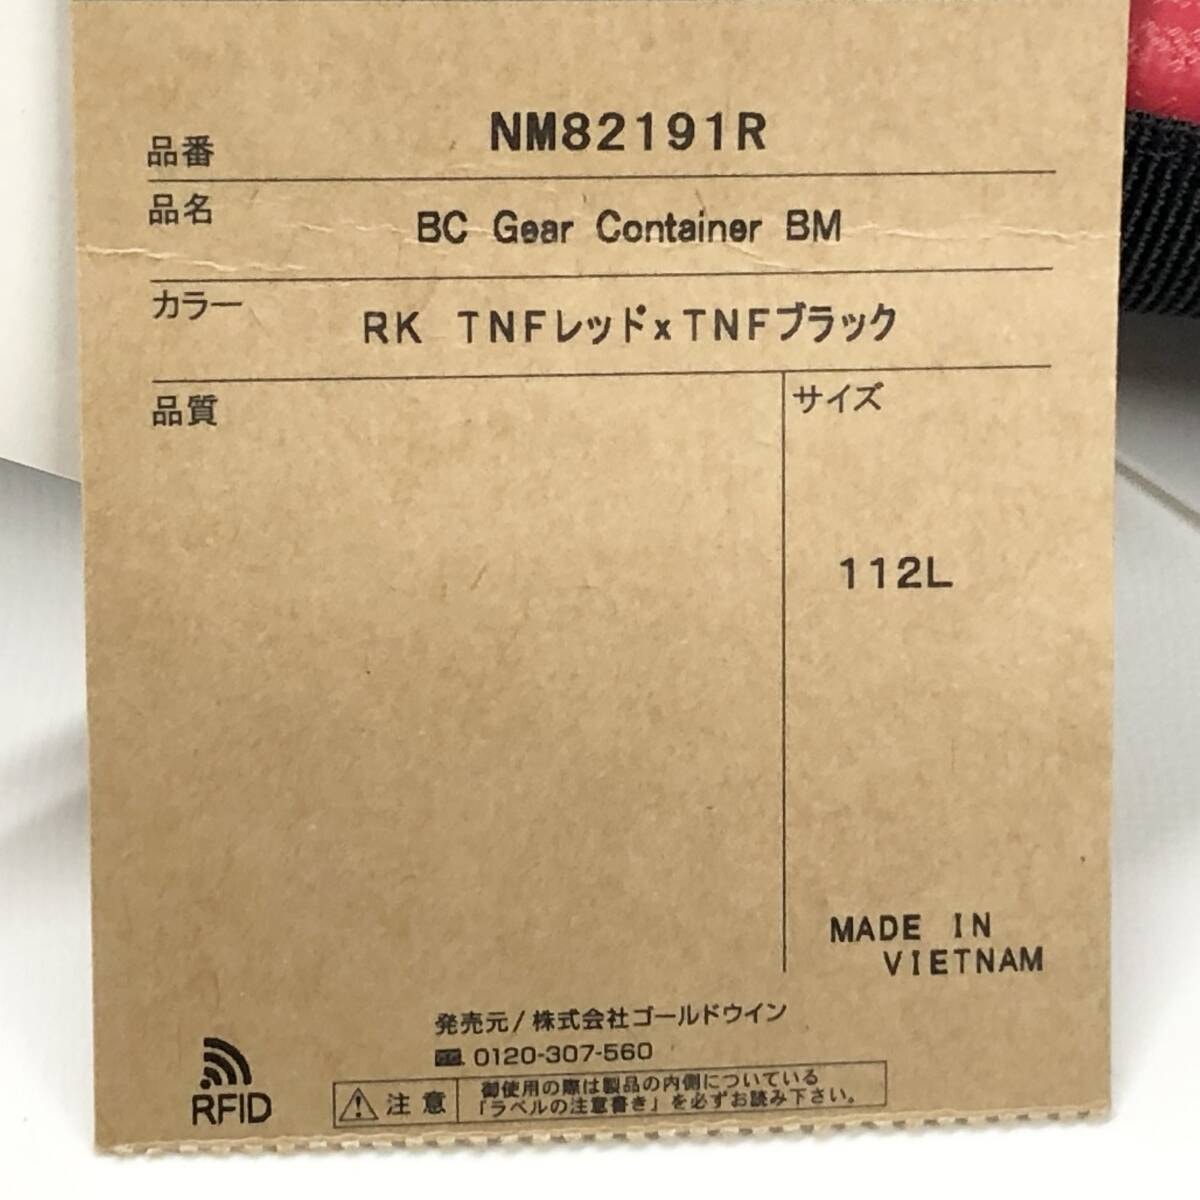 品番 NM82191R
品名 BC Gear Container BM
カラー RK TNFレッドxTNFブラック
品質
サイズ
112L
MADE IN
VIETNAM
発売元/株式会社ゴールドウイン
0120-307-560
RFID
注意
御使用の際は製品の内側についている
「ラベルの注意書き」を必ずお読み下さい。